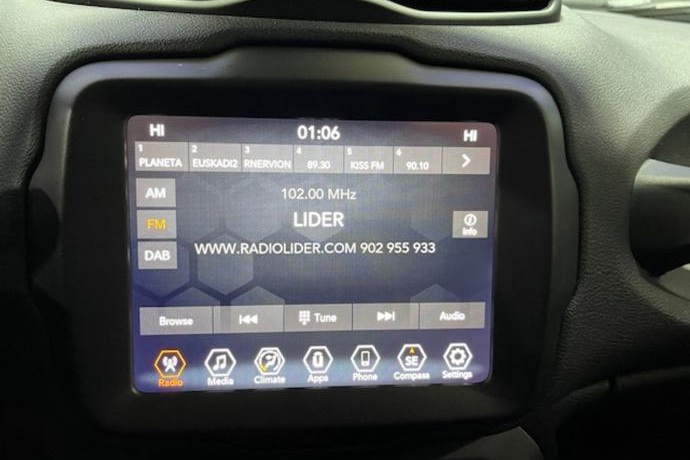 HI 01:06 HI
1 PLANETA 2 EUSKADI2 3 RNERVION 4 89.30 5 KISS FM 6 90.10
AM 102.00 MHz
FM LIDER Info
DAB WWW.RADIOLIDER.COM 902 955 933
Browse Tune Audio
SE
Radio Media Climate Apps Phone Compass Settings